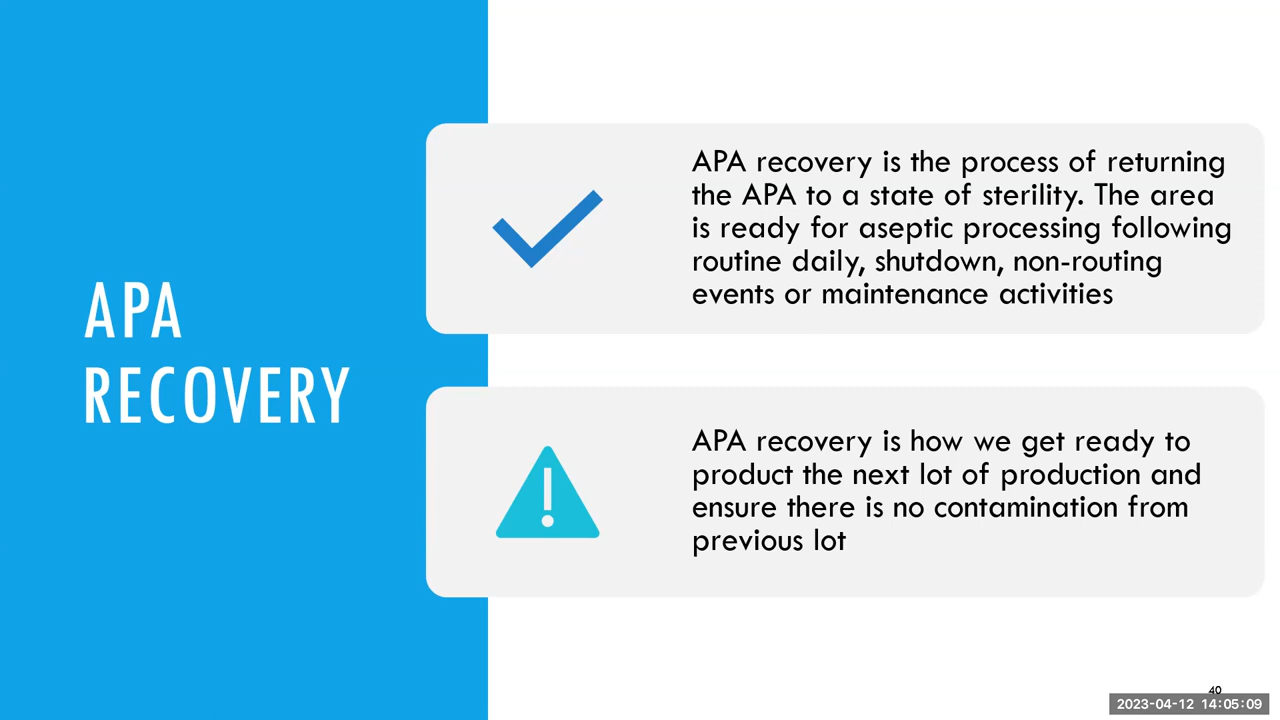 APA
RECOVERY
APA recovery is the process of returning
the APA to a state of sterility. The area
is ready for aseptic processing following
routine daily, shutdown, non-routing
events or maintenance activities
APA recovery is how we get ready to
product the next lot of production and
ensure there is no contamination from
previous lot
40
2023-04-12 14:05:09